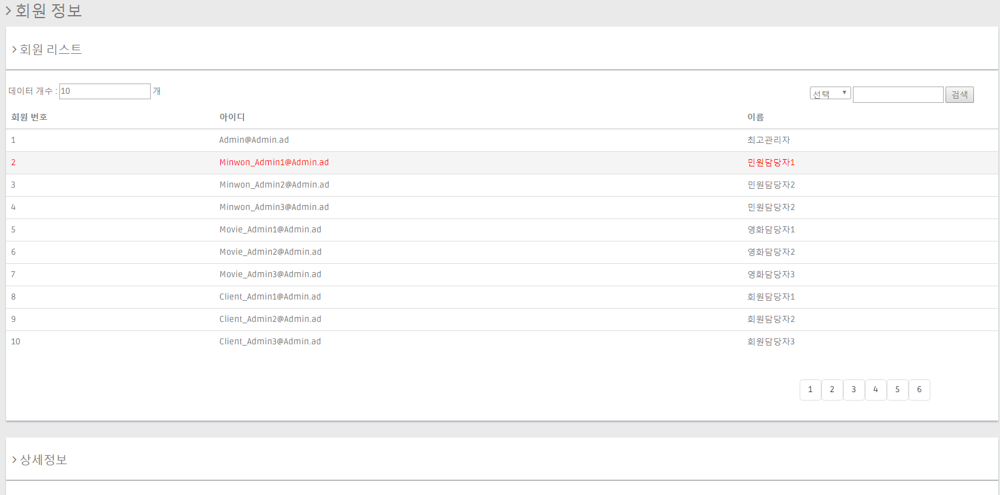 회원 정보
회원 리스트
데이터 개수 : 10 개 선택 검색
회원 번호 아이디 이름
1 Admin@Admin.ad 최고관리자
2 Minwon_Admin1@Admin.ad 민원담당자1
3 Minwon_Admin2@Admin.ad 민원담당자2
4 Minwon_Admin3@Admin.ad 민원담당자2
5 Movie_Admin1@Admin.ad 영화담당자1
6 Movie_Admin2@Admin.ad 영화담당자2
7 Movie_Admin3@Admin.ad 영화담당자3
8 Client_Admin1@Admin.ad 회원담당자1
9 Client_Admin2@Admin.ad 회원담당자2
10 Client_Admin3@Admin.ad 회원담당자3
1 2 3 4 5 6
상세정보